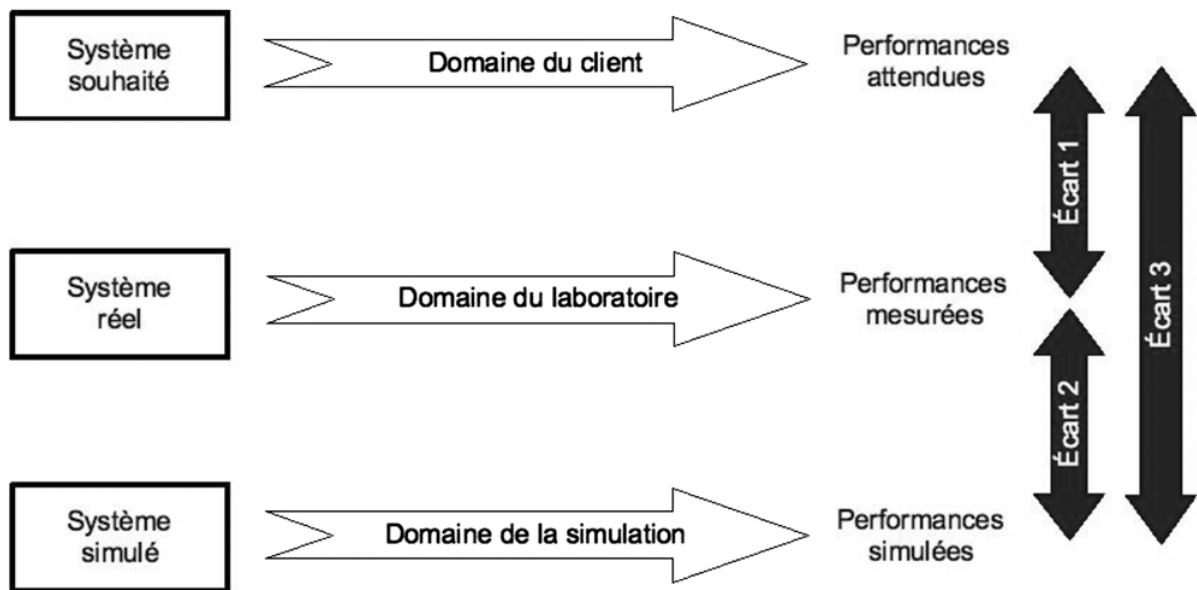 Système
souhaité
Domaine du client
Performances
attendues
Écart 1
Écart 3
Système
réel
Domaine du laboratoire
Performances
mesurées
Écart 2
Système
simulé
Domaine de la simulation
Performances
simulées